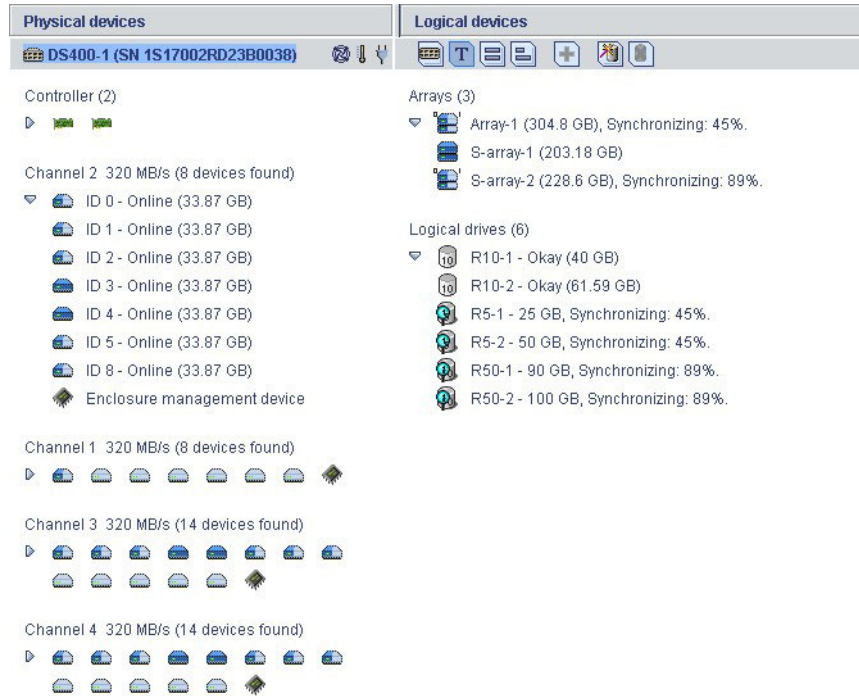 Physical devices
DS400-1 (SN 1S17002RD23B0038)
Controller (2)
Channel 2 320 MB/s (8 devices found)
ID 0 - Online (33.87 GB)
ID 1 - Online (33.87 GB)
ID 2 - Online (33.87 GB)
ID 3 - Online (33.87 GB)
ID 4 - Online (33.87 GB)
ID 5 - Online (33.87 GB)
ID 8 - Online (33.87 GB)
Enclosure management device
Channel 1 320 MB/s (8 devices found)
Channel 3 320 MB/s (14 devices found)
Channel 4 320 MB/s (14 devices found)
Logical devices
T
Arrays (3)
Array-1 (304.8 GB), Synchronizing: 45%.
S-array-1 (203.18 GB)
S-array-2 (228.6 GB), Synchronizing: 89%.
Logical drives (6)
10 R10-1 - Okay (40 GB)
10 R10-2 - Okay (61.59 GB)
R5-1 - 25 GB, Synchronizing: 45%.
R5-2 - 50 GB, Synchronizing: 45%.
R50-1 - 90 GB, Synchronizing: 89%.
R50-2 - 100 GB, Synchronizing: 89%.